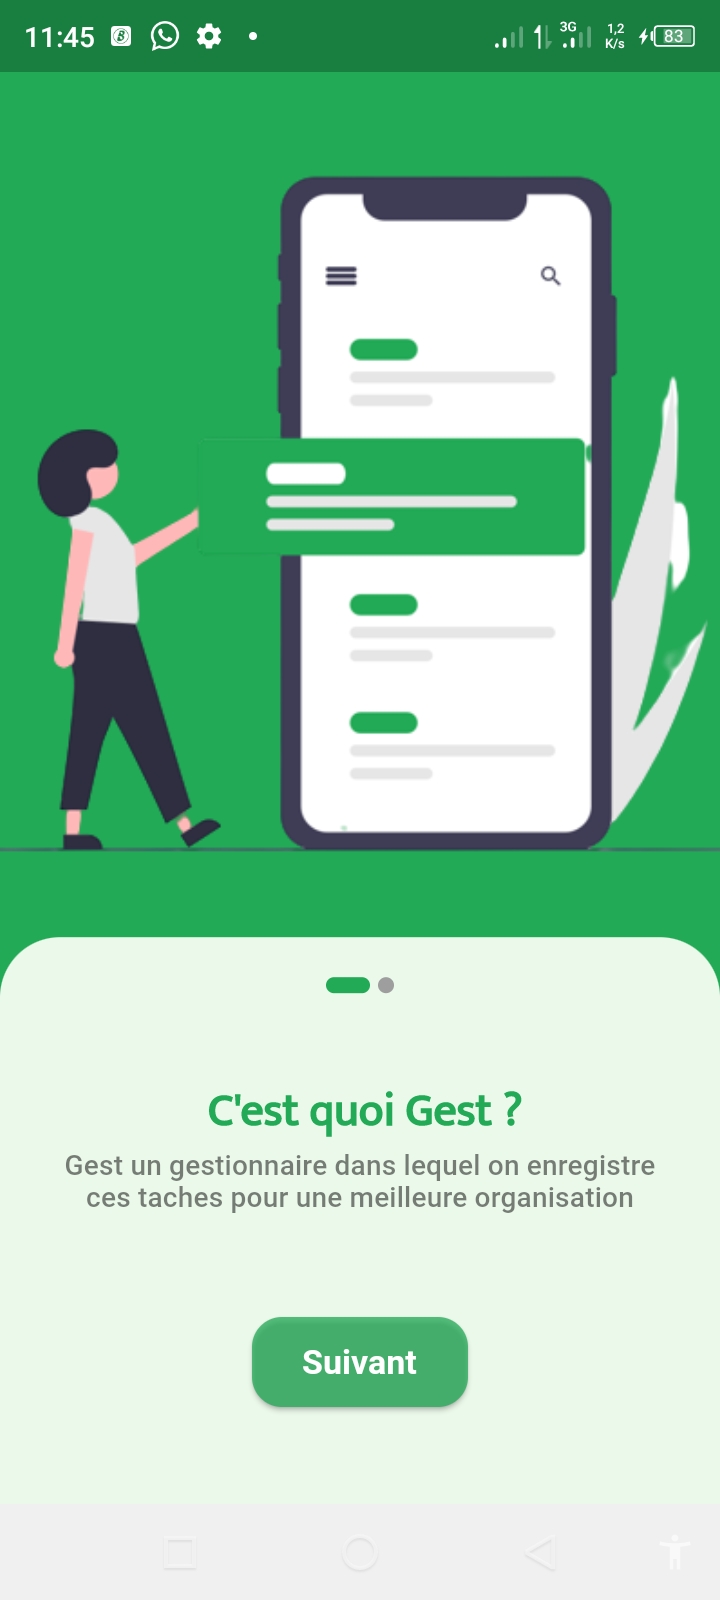 11:45
3G
1,2
K/s
83
C'est quoi Gest ?
Gest un gestionnaire dans lequel on enregistre
ces taches pour une meilleure organisation
Suivant